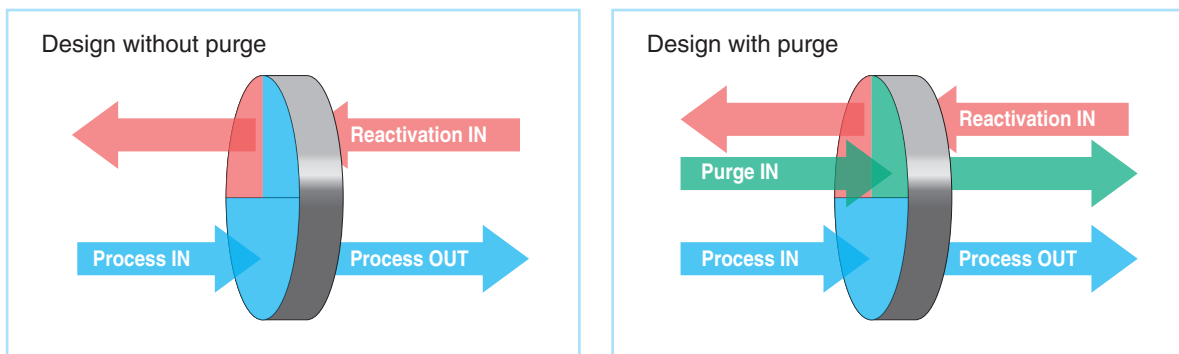 Design without purge
Reactivation IN
Process IN
Process OUT
Design with purge
Reactivation IN
Purge IN
Process IN
Process OUT